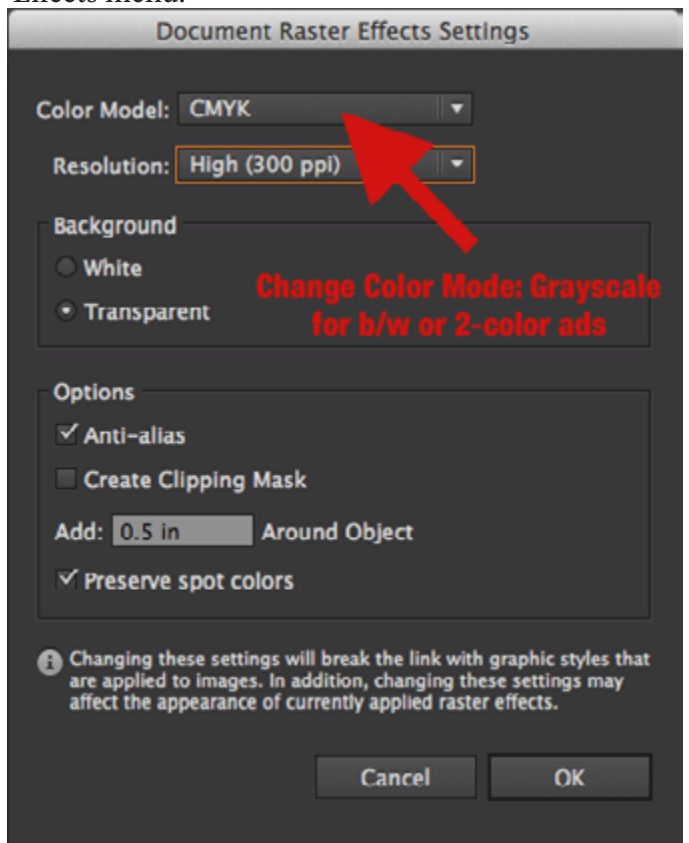 Effects menu.
Document Raster Effects Settings
Color Model: CMYK
Resolution: High (300 ppi)
Background
White
Transparent
Change Color Mode: Grayscale
for b/w or 2-color ads
Options
Anti-alias
Create Clipping Mask
Add: 0.5 in Around Object
Preserve spot colors
Changing these settings will break the link with graphic styles that
are applied to images. In addition, changing these settings may
affect the appearance of currently applied raster effects.
Cancel OK